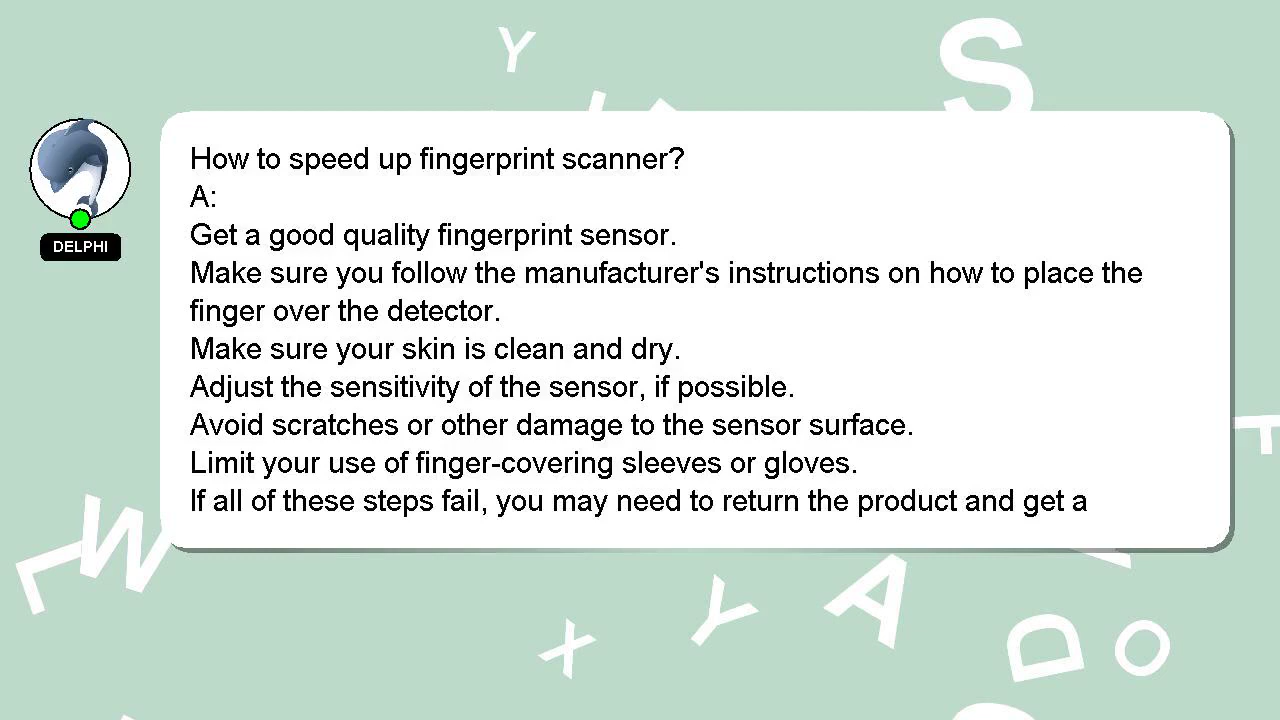 How to speed up fingerprint scanner?
A:
Get a good quality fingerprint sensor.
Make sure you follow the manufacturer's instructions on how to place the
finger over the detector.
Make sure your skin is clean and dry.
Adjust the sensitivity of the sensor, if possible.
Avoid scratches or other damage to the sensor surface.
Limit your use of finger-covering sleeves or gloves.
If all of these steps fail, you may need to return the product and get a
DELPHI
Y
S
W
L
A
Y
X
D
O